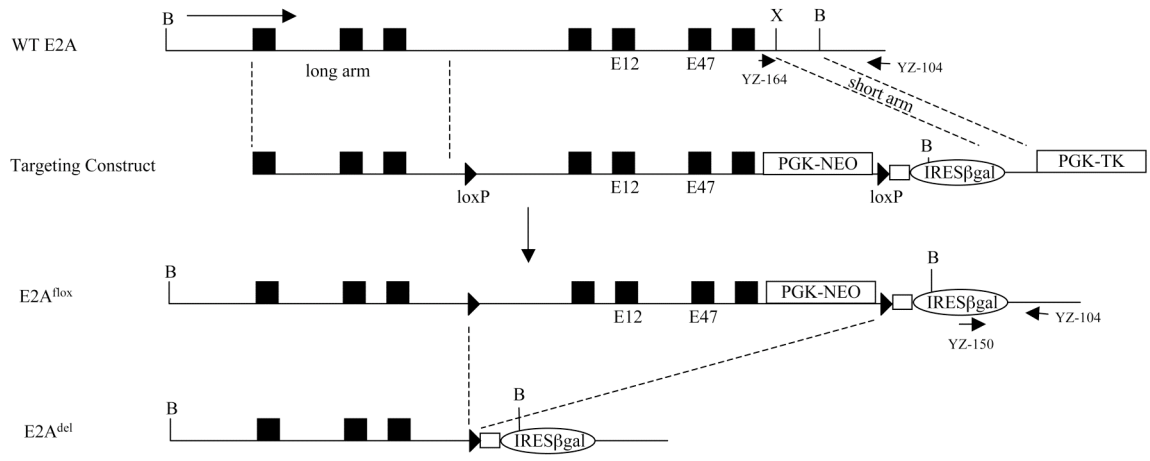 B X B
WT E2A
long arm E12 E47 YZ-164 YZ-104
short arm
Targeting Construct PGK-NEO B IRESβgal PGK-TK
loxP E12 E47 loxP
B B
E2Aflox PGK-NEO IRESβgal
E12 E47 YZ-150 YZ-104
B B
E2Adel IRESβgal